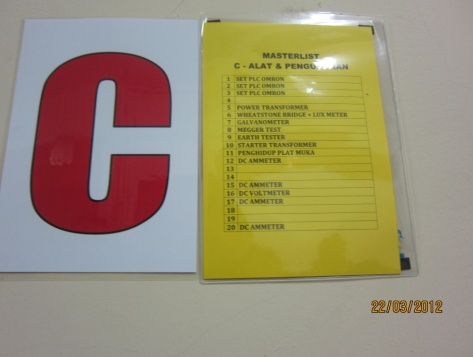 C
MASTERLIST
C - ALAT & PENGUJIAN
1 SET PLC OMRON
2 SET PLC OMRON
3 SET PLC OMRON
4
5 POWER TRANSFORMER
6 WHEATSTONE BRIDGE + LUX METER
7 GALVANOMETER
8 MEGGER TEST
9 EARTH TESTER
10 STARTER TRANSFORMER
11 PENGHIDUP PLAT MUKA
12 DC AMMETER
13
14
15 DC AMMETER
16 DC VOLTMETER
17 DC AMMETER
18
19
20 DC AMMETER
22/03/2012